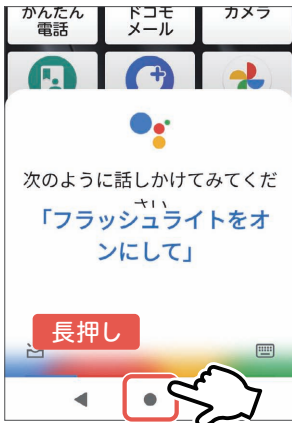 かんたん
電話
ドコモ
メール
カメラ
次のように話しかけてみてくだ
さい
「フラッシュライトをオ
ンにして」
長押し